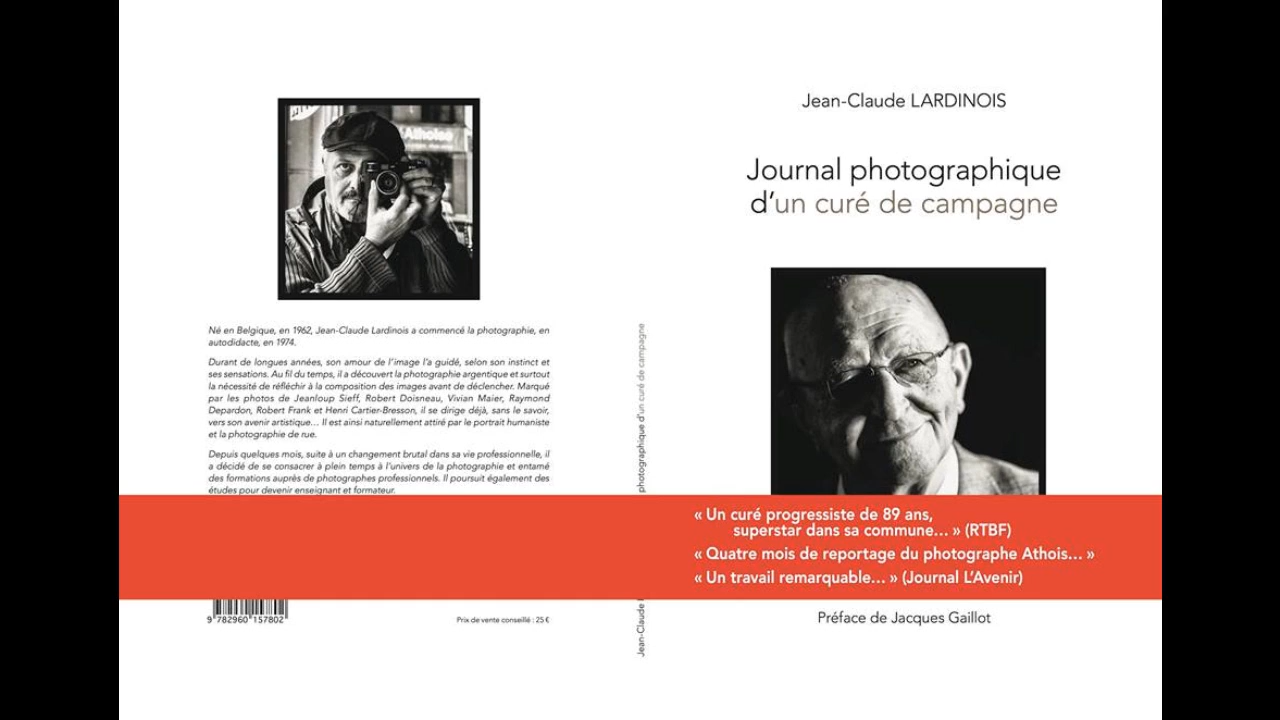 Athoise
Né en Belgique, en 1962, Jean-Claude Lardinois a commencé la photographie, en
autodidacte, en 1974.
Durant de longues années, son amour de l'image l'a guidé, selon son instinct et
ses sensations. Au fil du temps, il a découvert la photographie argentique et surtout
la nécessité de réfléchir à la composition des images avant de déclencher. Marqué
par les photos de Jeanloup Sieff, Robert Doisneau, Vivian Maier, Raymond
Depardon, Robert Frank et Henri Cartier-Bresson, il se dirige déjà, sans le savoir,
vers son avenir artistique... Il est ainsi naturellement attiré par le portrait humaniste
et la photographie de rue.
Depuis quelques mois, suite à un changement brutal dans sa vie professionnelle, il
a décidé de se consacrer à plein temps à l'univers de la photographie et entamé
des formations auprès de photographes professionnels. Il poursuit également des
études pour devenir enseignant et formateur.
9 782960 157802
Prix de vente conseillé : 25 €
Jean-Claude
photographique d'un curé de campagne
Jean-Claude LARDINOIS
Journal photographique
d'un curé de campagne
« Un curé progressiste de 89 ans,
superstar dans sa commune... » (RTBF)
« Quatre mois de reportage du photographe Athois... »
« Un travail remarquable... » (Journal L'Avenir)
Préface de Jacques Gaillot